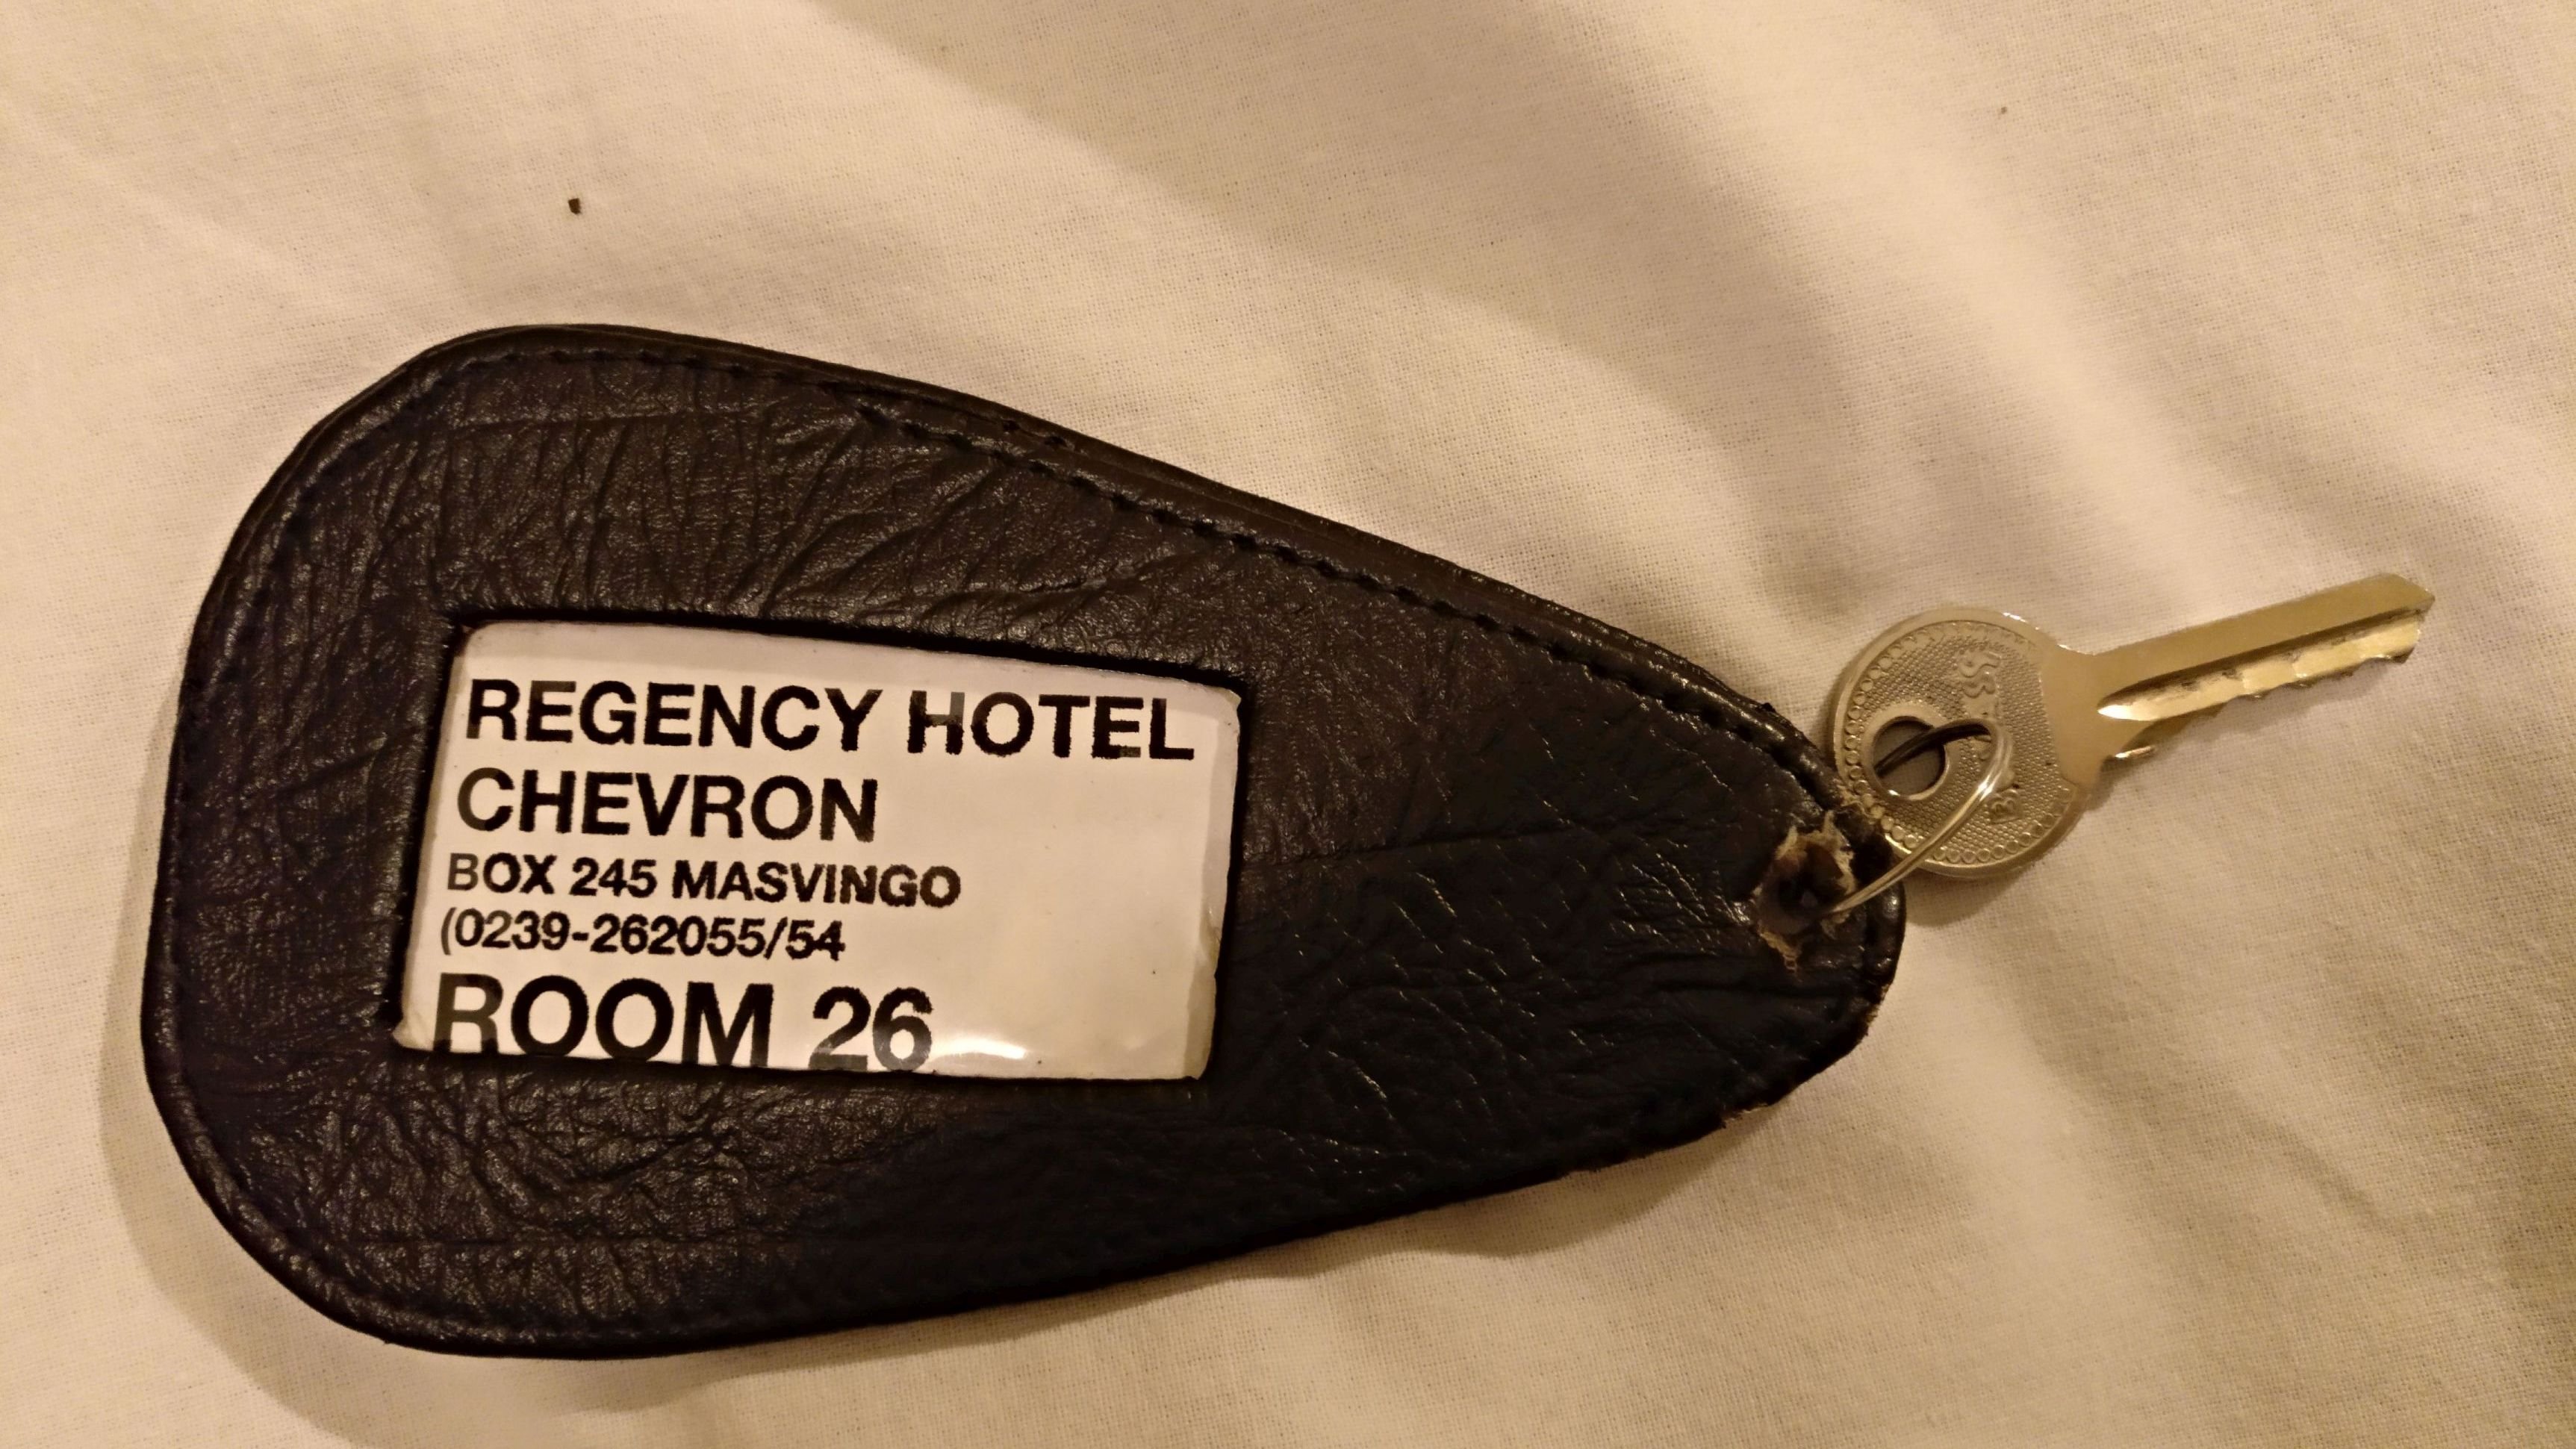 REGENCY HOTEL
CHEVRON
BOX 245 MASVINGO
(0239-262055/54
ROOM 26